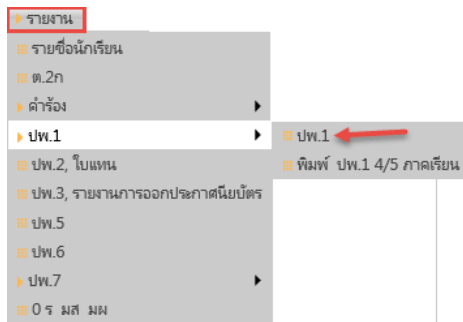 รายงาน
รายชื่อนักเรียน
ต.2ก
คำร้อง
ปพ.1
ปพ.1
พิมพ์ ปพ.1 4/5 ภาคเรียน
ปพ.2, ใบแทน
ปพ.3, รายงานการออกประกาศนียบัตร
ปพ.5
ปพ.6
ปพ.7
0 ร มส มผ